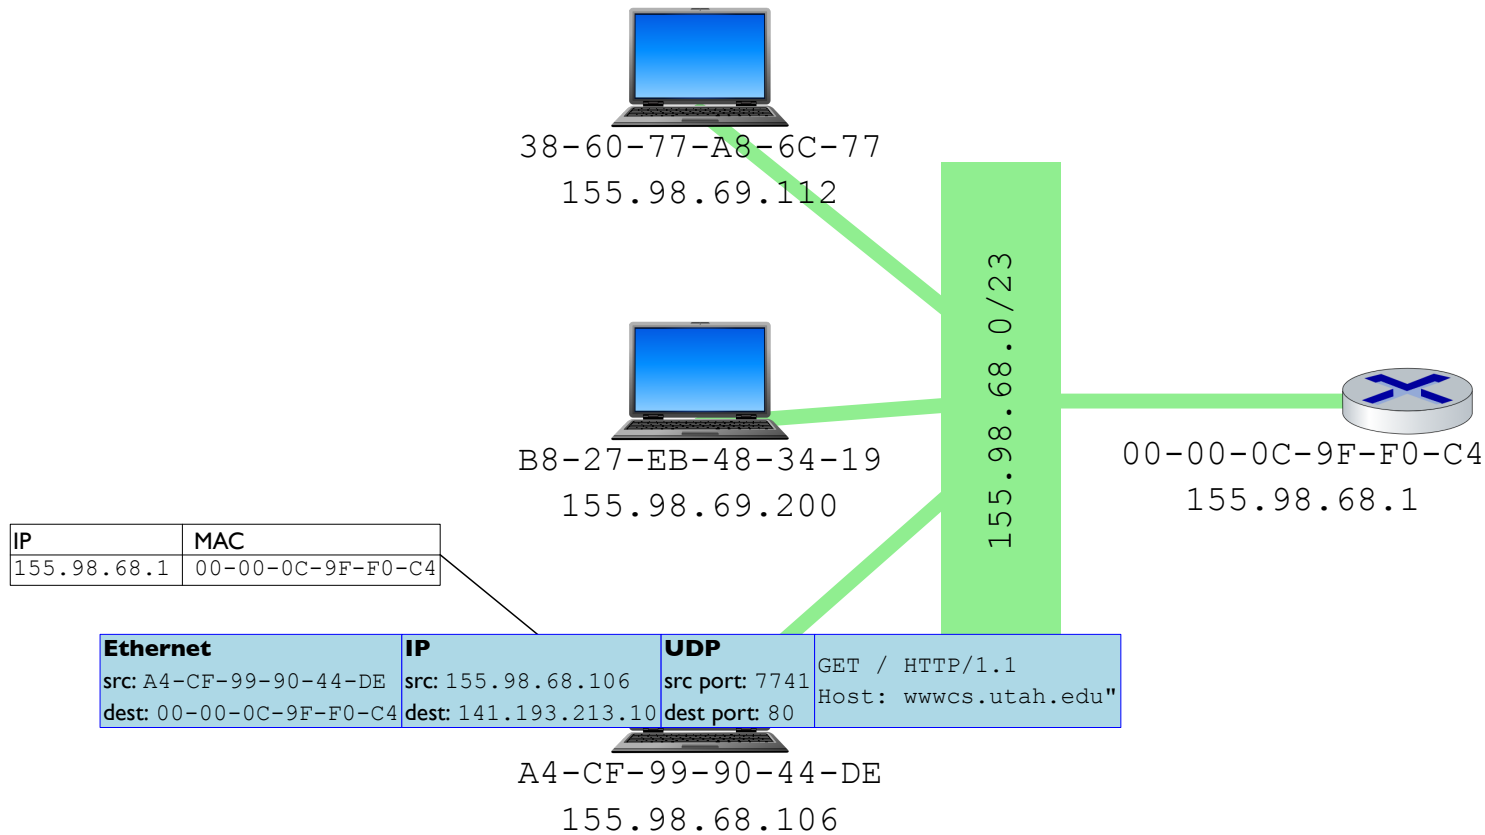 38-60-77-A8-6C-77
155.98.69.112
155.98.68.0/23
B8-27-EB-48-34-19
155.98.69.200
00-00-0C-9F-F0-C4
155.98.68.1
IP MAC
155.98.68.1 00-00-0C-9F-F0-C4
Ethernet
src: A4-CF-99-90-44-DE
dest: 00-00-0C-9F-F0-C4
IP
src: 155.98.68.106
dest: 141.193.213.10
UDP
src port: 7741
dest port: 80
GET / HTTP/1.1
Host: wwwcs.utah.edu"
A4-CF-99-90-44-DE
155.98.68.106